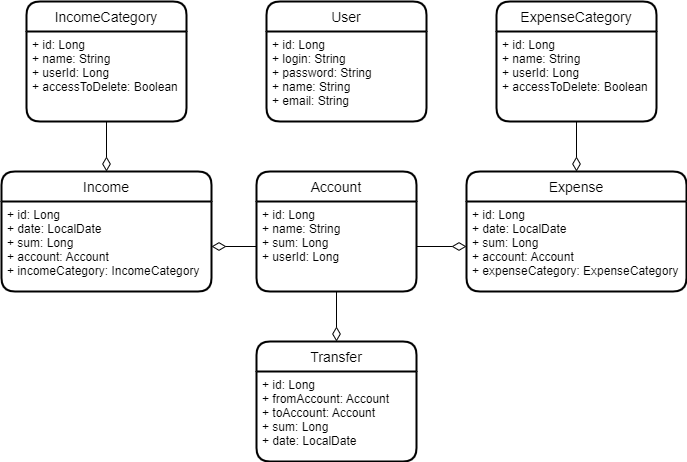 IncomeCategory
+ id: Long
+ name: String
+ userId: Long
+ accessToDelete: Boolean
User
+ id: Long
+ login: String
+ password: String
+ name: String
+ email: String
ExpenseCategory
+ id: Long
+ name: String
+ userId: Long
+ accessToDelete: Boolean
Income
+ id: Long
+ date: LocalDate
+ sum: Long
+ account: Account
+ incomeCategory: IncomeCategory
Account
+ id: Long
+ name: String
+ sum: Long
+ userId: Long
Expense
+ id: Long
+ date: LocalDate
+ sum: Long
+ account: Account
+ expenseCategory: ExpenseCategory
Transfer
+ id: Long
+ fromAccount: Account
+ toAccount: Account
+ sum: Long
+ date: LocalDate